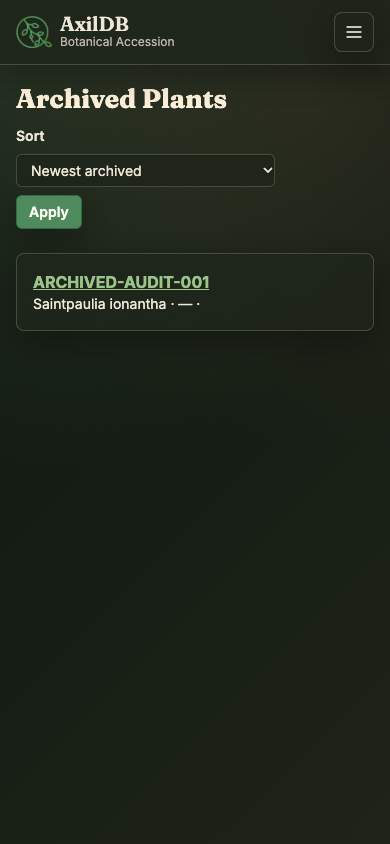 AxilDB
Botanical Accession
Archived Plants
Sort
Newest archived
Apply
ARCHIVED-AUDIT-001
Saintpaulia ionantha · — ·